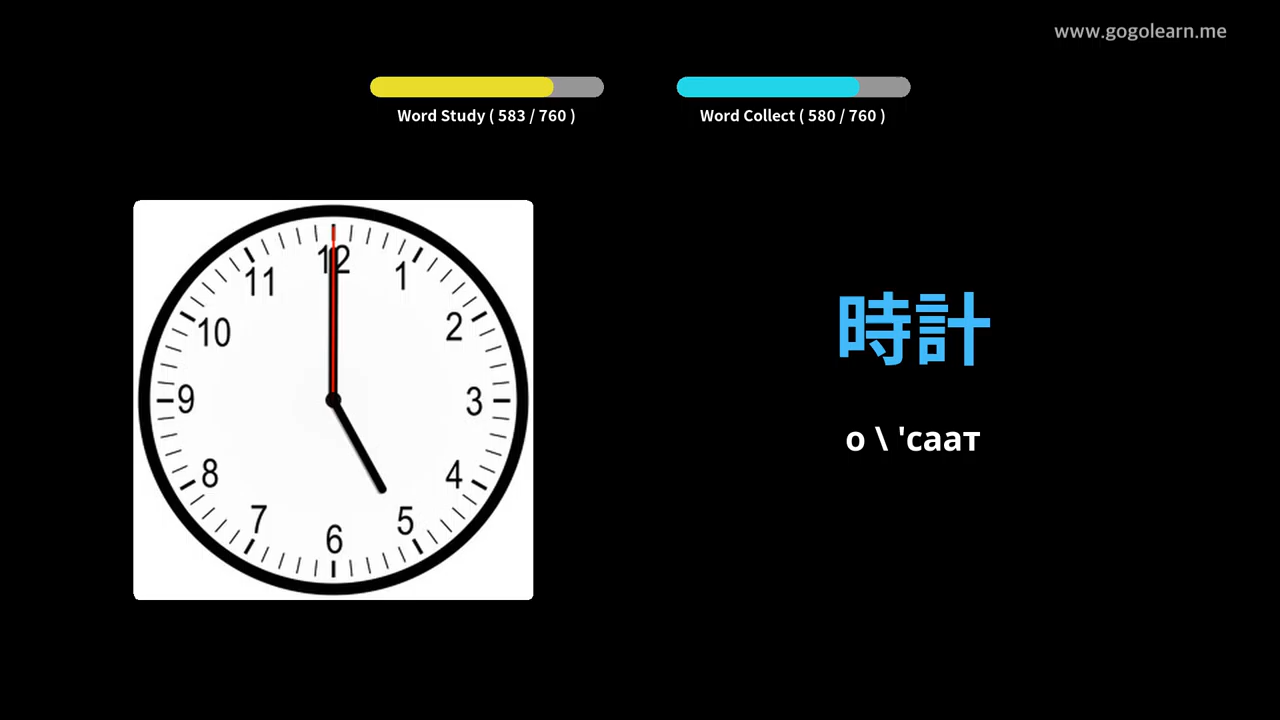 www.gogolearn.me
Word Study ( 583 / 760 )
Word Collect ( 580 / 760 )
12
1
2
3
4
5
6
7
8
9
10
11
時計
о \ 'саат